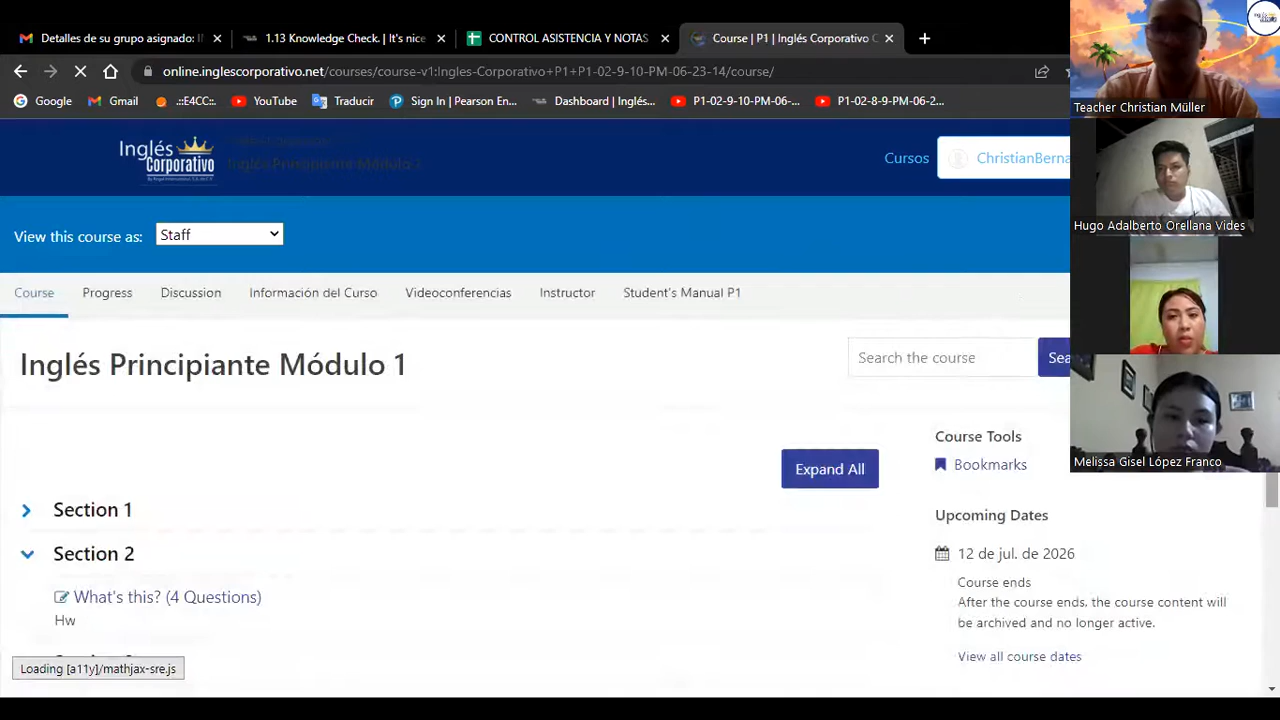 Detalles de su grupo asignado: I
1.13 Knowledge Check. | It's nice
CONTROL ASISTENCIA Y NOTAS
Course | P1 | Inglés Corporativo C
online.inglescorporativo.net/courses/course-v1:Ingles-Corporativo+P1+P1-02-9-10-PM-06-23-14/course/
Google
Gmail
.::E4CC::.
YouTube
Traducir
Sign In | Pearson En...
Dashboard | Inglés...
P1-02-9-10-PM-06-...
P1-02-8-9-PM-06-2...
Inglés
Corporativo
Inglés Principiante Módulo 1
Cursos
ChristianBerna
View this course as:
Staff
Course
Progress
Discussion
Información del Curso
Videoconferencias
Instructor
Student's Manual P1
Inglés Principiante Módulo 1
Search the course
Sea
Expand All
Course Tools
Bookmarks
Section 1
Upcoming Dates
Section 2
12 de jul. de 2026
Course ends
After the course ends, the course content will
be archived and no longer active.
What's this? (4 Questions)
Hw
View all course dates
Loading [a11y]/mathjax-sre.js
Teacher Christian Müller
Hugo Adalberto Orellana Vides
Melissa Gisel López Franco